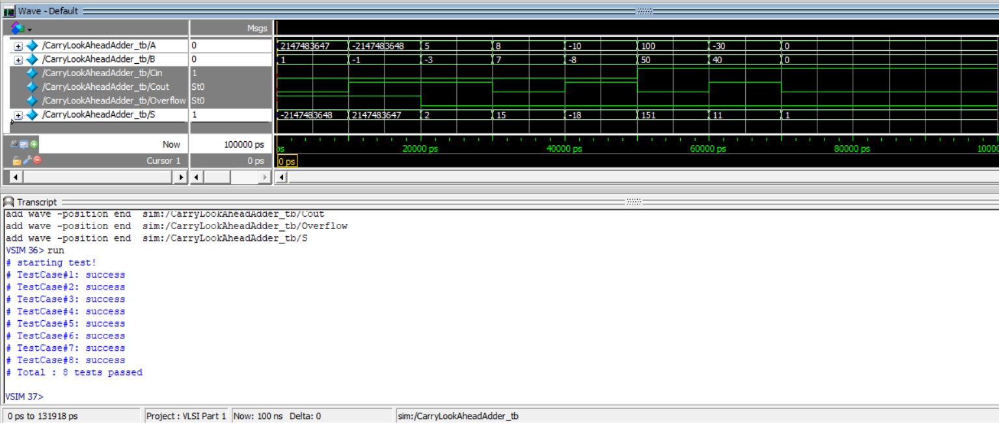 Wave - Default
Msgs
/CarryLookAheadAdder_tb/A 0 2147483647 -2147483648 5 8 -10 100 -30 0
/CarryLookAheadAdder_tb/B 0 1 -1 -3 7 -8 50 40 0
/CarryLookAheadAdder_tb/Cin 1
/CarryLookAheadAdder_tb/Cout St0
/CarryLookAheadAdder_tb/Overflow St0
/CarryLookAheadAdder_tb/S 1 -2147483648 2147483647 2 15 -18 151 11 1
Now 100000 ps ps 20000 ps 40000 ps 60000 ps 80000 ps 10000
Cursor 1 0 ps 0 ps
Transcript
add wave -position end sim:/CarryLookAheadAdder_tb/Cout
add wave -position end sim:/CarryLookAheadAdder_tb/Overflow
add wave -position end sim:/CarryLookAheadAdder_tb/S
VSIM 36> run
# starting test!
# TestCase#1: success
# TestCase#2: success
# TestCase#3: success
# TestCase#4: success
# TestCase#5: success
# TestCase#6: success
# TestCase#7: success
# TestCase#8: success
# Total : 8 tests passed
VSIM 37>
0 ps to 131918 ps Project : VLSI Part 1 Now: 100 ns Delta: 0 sim:/CarryLookAheadAdder_tb